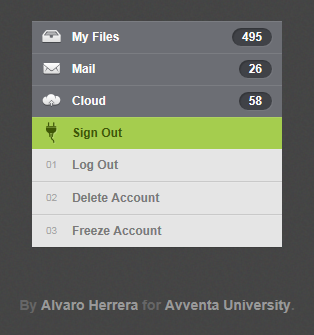 My Files 495
Mail 26
Cloud 58
Sign Out
01 Log Out
02 Delete Account
03 Freeze Account
By Alvaro Herrera for Avventa University.